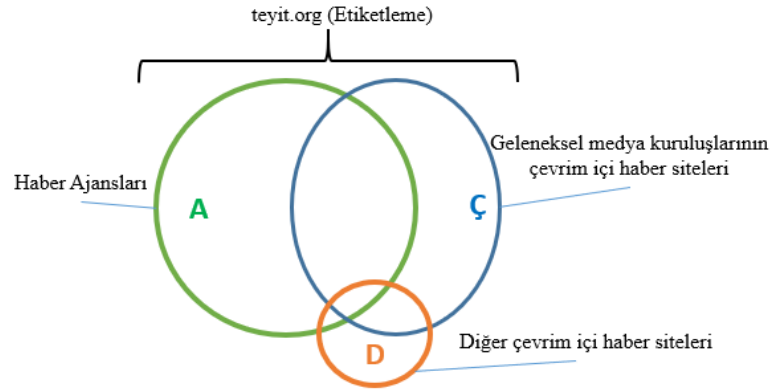 teyit.org (Etiketleme)
Geleneksel medya kuruluşlarının
çevrim içi haber siteleri
Haber Ajansları
A
Ç
Diğer çevrim içi haber siteleri
D